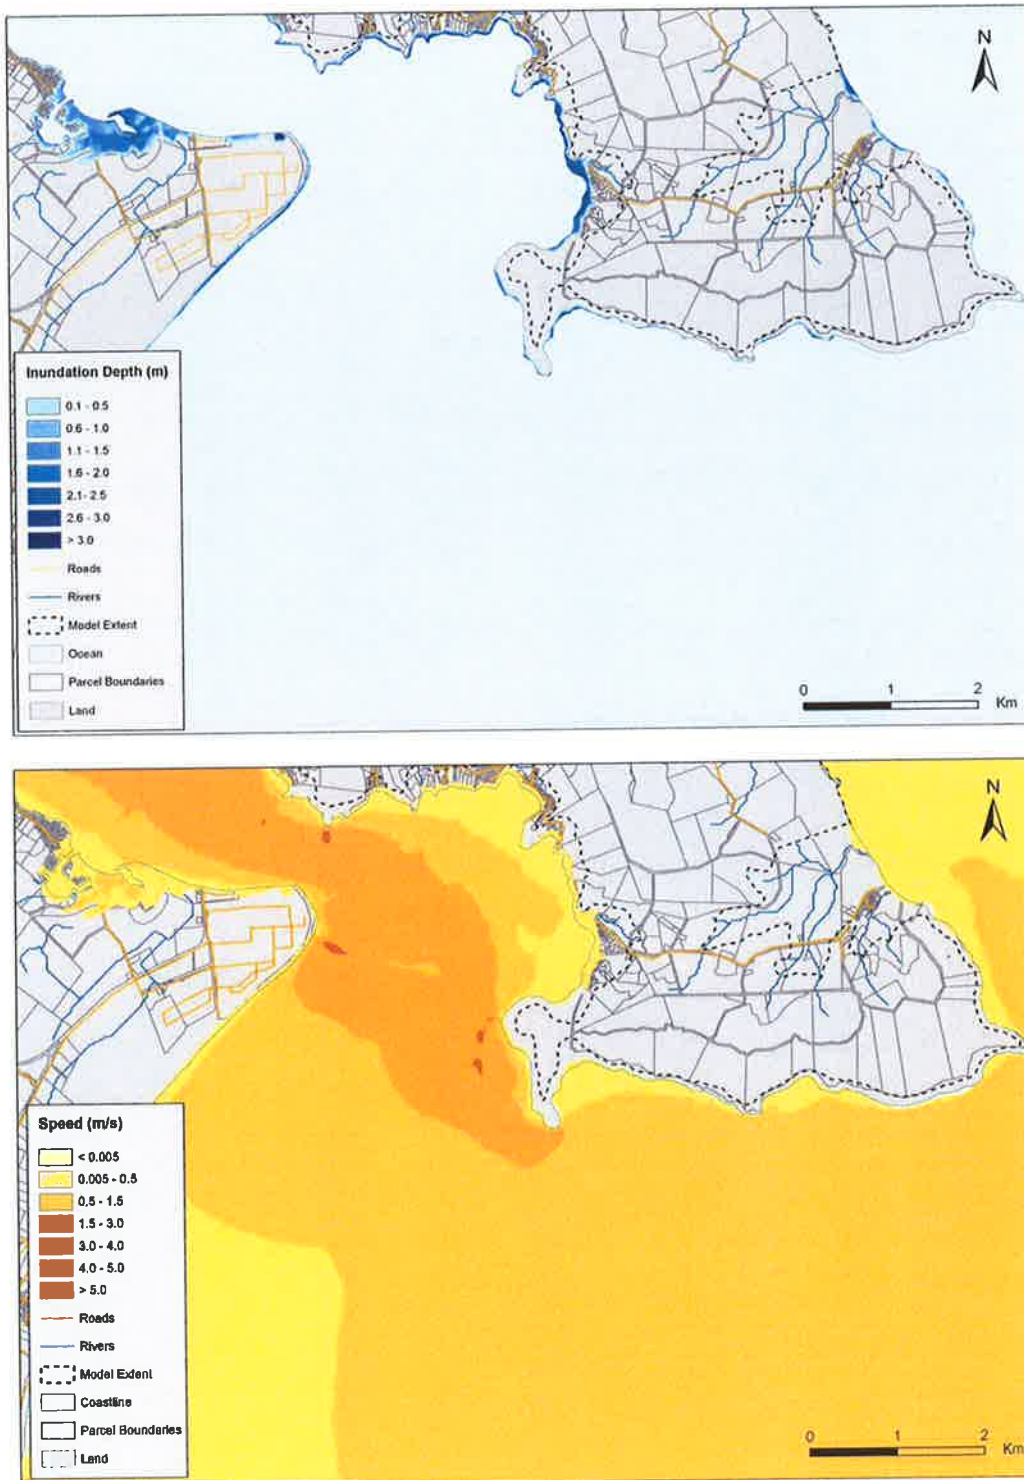 N
Inundation Depth (m)
0.1 - 0.5
0.6 - 1.0
1.1 - 1.5
1.6 - 2.0
2.1- 2.5
2.6 - 3.0
> 3.0
Roads
Rivers
Model Extent
Ocean
Parcel Boundaries
Land
0 1 2
Km
N
Speed (m/s)
< 0.005
0.005 - 0.5
0.5 - 1.5
1.5 - 3.0
3.0 - 4.0
4.0 - 5.0
> 5.0
Roads
Rivers
Model Extent
Coastline
Parcel Boundaries
Land
0 1 2
Km